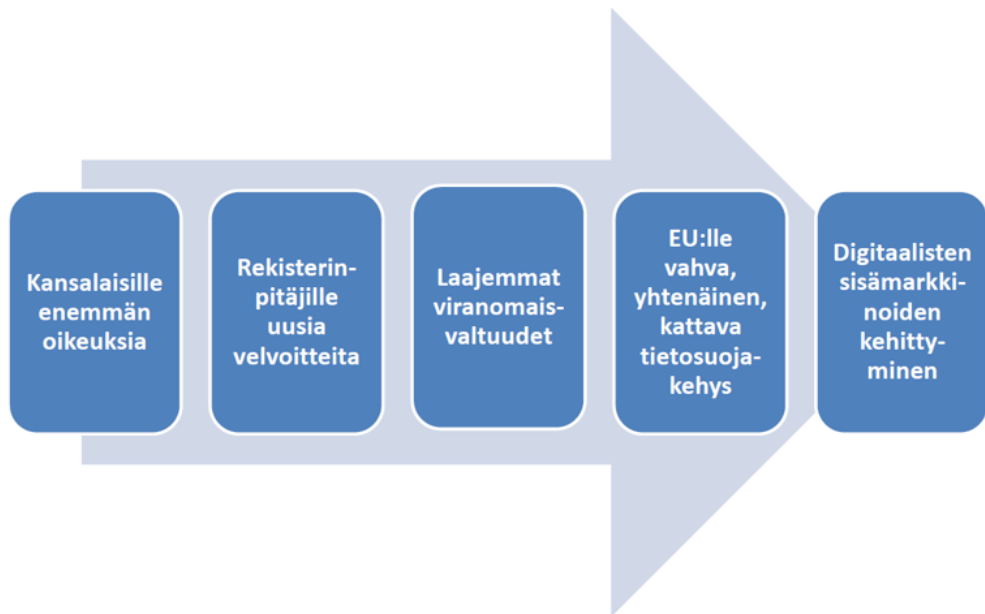 Kansalaisille
enemmän
oikeuksia
Rekisterin-
pitäjille
uusia
velvoitteita
Laajemmat
viranomais-
valtuudet
EU:lle
vahva,
yhtenäinen,
kattava
tietosuoja-
kehys
Digitaalisten
sisämarkki-
noiden
kehitty-
minen